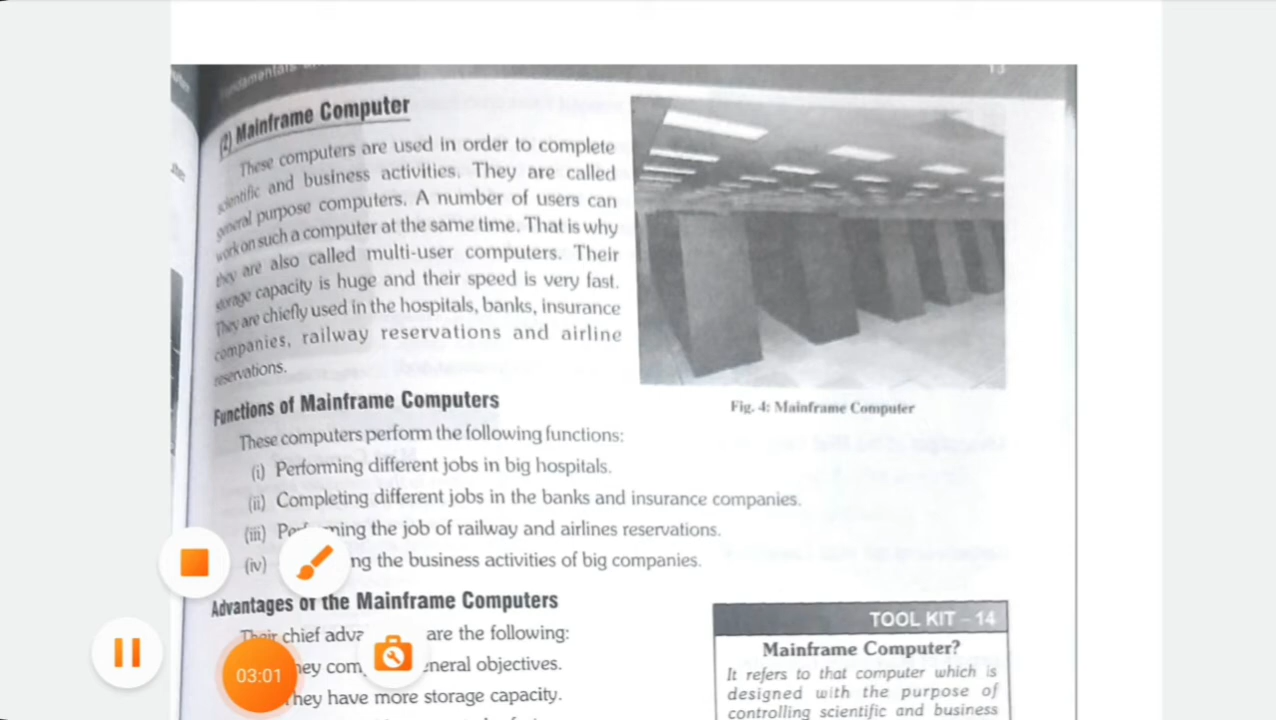 Fundamentals
13
(2) Mainframe Computer
These computers are used in order to complete
scientific and business activities. They are called
general purpose computers. A number of users can
work on such a computer at the same time. That is why
they are also called multi-user computers. Their
storage capacity is huge and their speed is very fast.
They are chiefly used in the hospitals, banks, insurance
companies, railway reservations and airline
reservations.
Fig. 4: Mainframe Computer
Functions of Mainframe Computers
These computers perform the following functions:
(i) Performing different jobs in big hospitals.
(ii) Completing different jobs in the banks and insurance companies.
(iii) Performing the job of railway and airlines reservations.
(iv) ng the business activities of big companies.
Advantages of the Mainframe Computers
Their chief adva are the following:
hey com neral objectives.
hey have more storage capacity.
TOOL KIT – 14
Mainframe Computer?
It refers to that computer which is
designed with the purpose of
controlling scientific and business
03:01